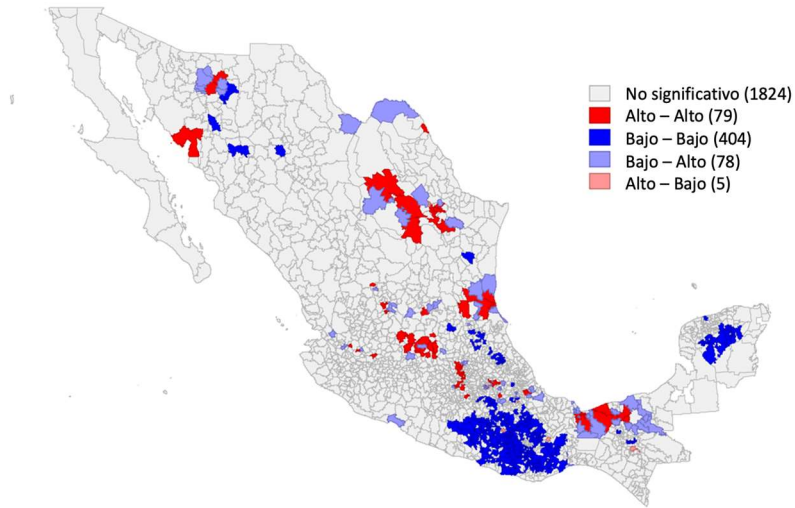 No significativo (1824)
Alto – Alto (79)
Bajo – Bajo (404)
Bajo – Alto (78)
Alto – Bajo (5)